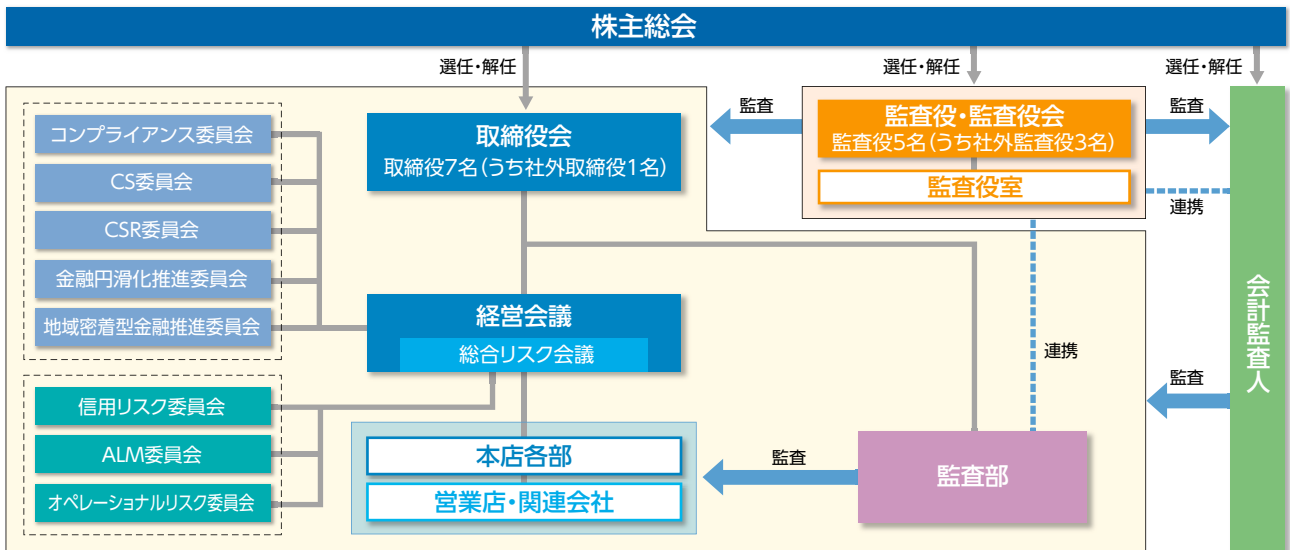 株主総会
選任・解任
選任・解任
選任・解任
コンプライアンス委員会
CS委員会
CSR委員会
金融円滑化推進委員会
地域密着型金融推進委員会
取締役会
取締役7名(うち社外取締役1名)
監査
監査役・監査役会
監査役5名(うち社外監査役3名)
監査役室
監査
連携
経営会議
総合リスク会議
連携
会計監査人
監査
信用リスク委員会
ALM委員会
オペレーショナルリスク委員会
本店各部
営業店・関連会社
監査
監査部